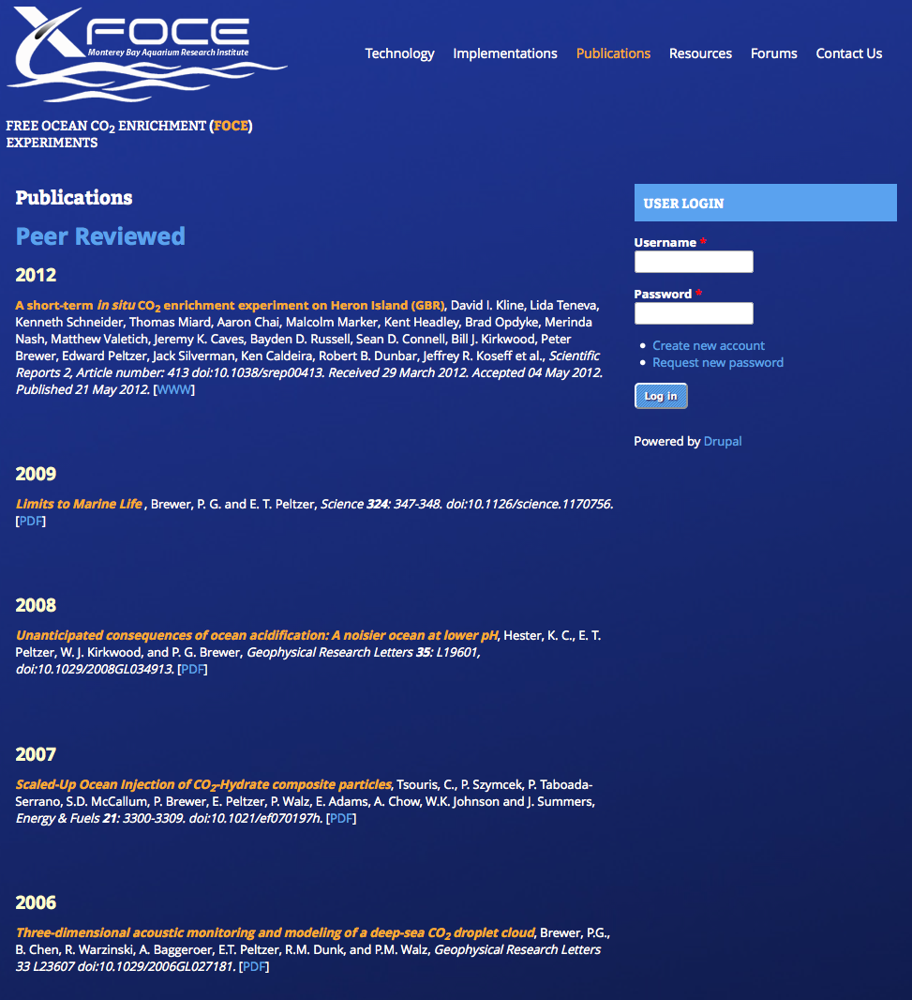 XFOCE
Monterey Bay Aquarium Research Institute
Technology Implementations Publications Resources Forums Contact Us
FREE OCEAN CO2 ENRICHMENT (FOCE)
EXPERIMENTS
Publications
Peer Reviewed
2012
A short-term in situ CO2 enrichment experiment on Heron Island (GBR), David I. Kline, Lida Teneva,
Kenneth Schneider, Thomas Miard, Aaron Chai, Malcolm Marker, Kent Headley, Brad Opdyke, Merinda
Nash, Matthew Valetich, Jeremy K. Caves, Bayden D. Russell, Sean D. Connell, Bill J. Kirkwood, Peter
Brewer, Edward Peltzer, Jack Silverman, Ken Caldeira, Robert B. Dunbar, Jeffrey R. Koseff et al., Scientific
Reports 2, Article number: 413 doi:10.1038/srep00413. Received 29 March 2012. Accepted 04 May 2012.
Published 21 May 2012. [WWW]
2009
Limits to Marine Life , Brewer, P. G. and E. T. Peltzer, Science 324: 347-348. doi:10.1126/science.1170756.
[PDF]
2008
Unanticipated consequences of ocean acidification: A noisier ocean at lower pH, Hester, K. C., E. T.
Peltzer, W. J. Kirkwood, and P. G. Brewer, Geophysical Research Letters 35: L19601,
doi:10.1029/2008GL034913. [PDF]
2007
Scaled-Up Ocean Injection of CO2-Hydrate composite particles, Tsouris, C., P. Szymcek, P. Taboada-
Serrano, S.D. McCallum, P. Brewer, E. Peltzer, P. Walz, E. Adams, A. Chow, W.K. Johnson and J. Summers,
Energy & Fuels 21: 3300-3309. doi:10.1021/ef070197h. [PDF]
2006
Three-dimensional acoustic monitoring and modeling of a deep-sea CO2 droplet cloud, Brewer, P.G.,
B. Chen, R. Warzinski, A. Baggeroer, E.T. Peltzer, R.M. Dunk, and P.M. Walz, Geophysical Research Letters
33 L23607 doi:10.1029/2006GL027181. [PDF]
USER LOGIN
Username *
Password *
Create new account
Request new password
Log in
Powered by Drupal